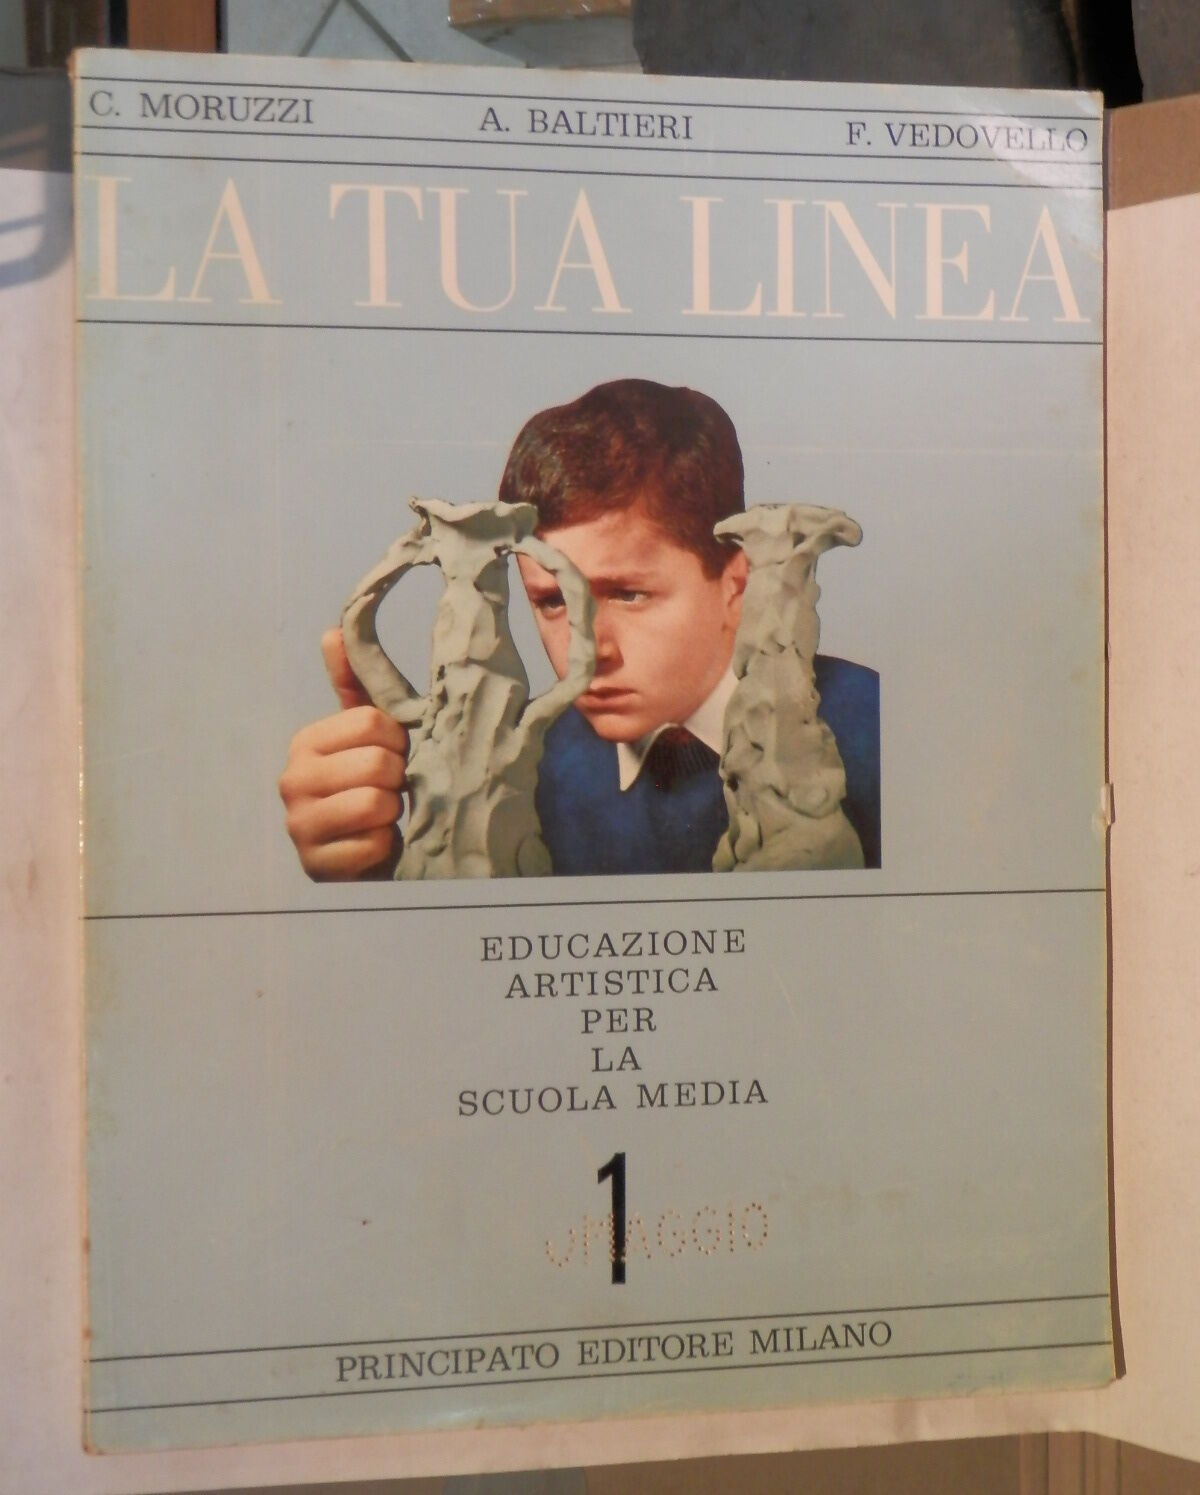 C. MORUZZI A. BALTIERI F. VEDOVELLO
LA TUA LINEA
EDUCAZIONE
ARTISTICA
PER
LA
SCUOLA MEDIA
1
OMAGGIO
PRINCIPATO EDITORE MILANO